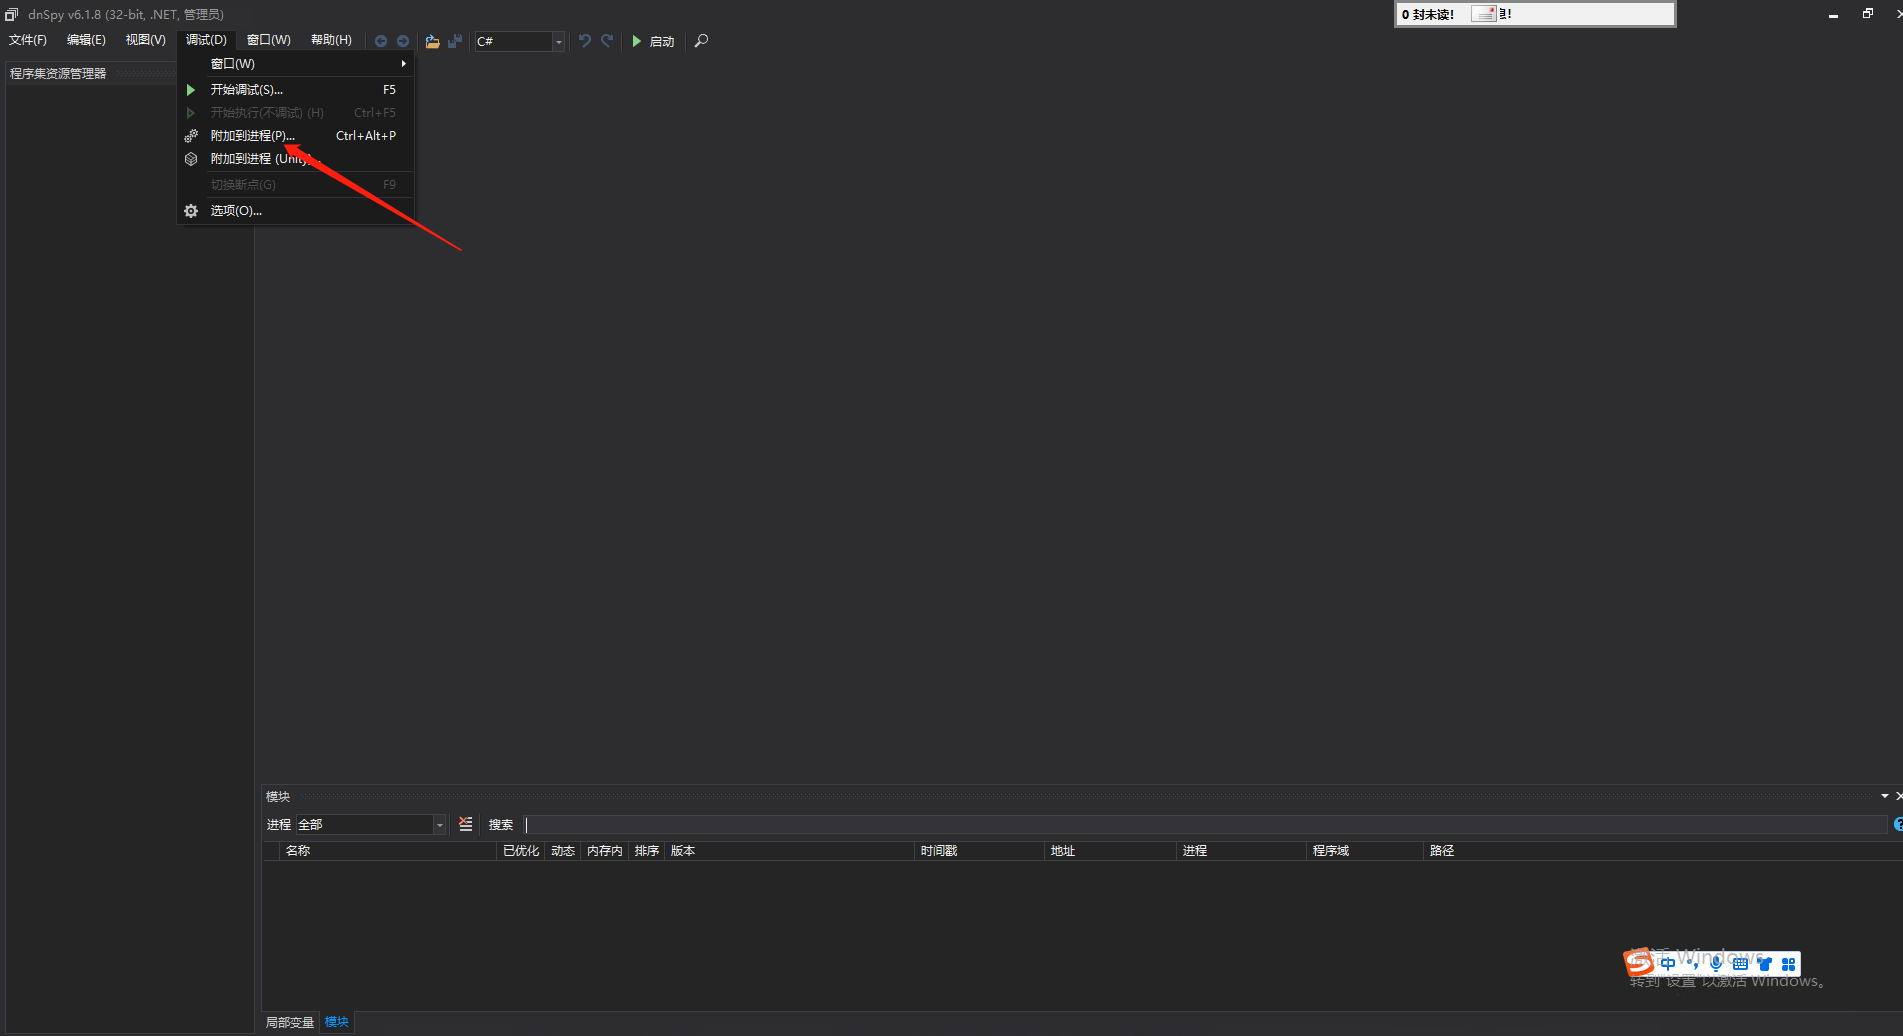 dnSpy v6.1.8 (32-bit, .NET, 管理员)
0 封未读!
息!
文件(F) 编辑(E) 视图(V) 调试(D) 窗口(W) 帮助(H) C# 启动
程序集资源管理器
窗口(W)
开始调试(S)... F5
开始执行(不调试) (H) Ctrl+F5
附加到进程(P)... Ctrl+Alt+P
附加到进程 (Unity)...
切换断点(G) F9
选项(O)...
模块
进程 全部 搜索
名称 已优化 动态 内存内 排序 版本 时间戳 地址 进程 程序域 路径
激活 Windows
中
转到"设置"以激活 Windows。
局部变量 模块